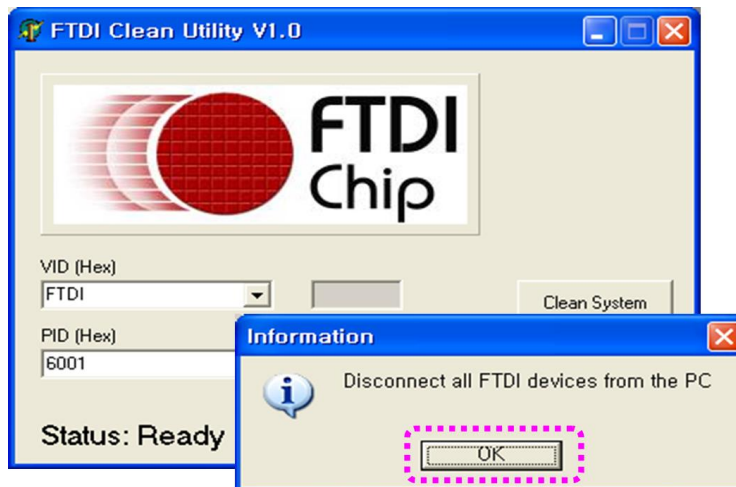 FTDI Clean Utility V1.0
FTDI
Chip
VID (Hex)
FTDI
Clean System
PID (Hex)
6001
Status: Ready
Information
Disconnect all FTDI devices from the PC
OK